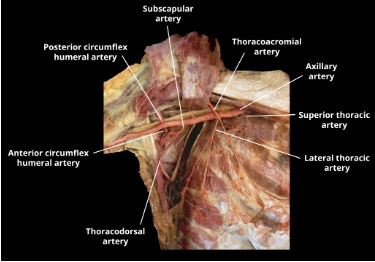 Subscapular
artery
Posterior circumflex
humeral artery
Thoracoacromial
artery
Axillary
artery
Superior thoracic
artery
Anterior circumflex
humeral artery
Lateral thoracic
artery
Thoracodorsal
artery